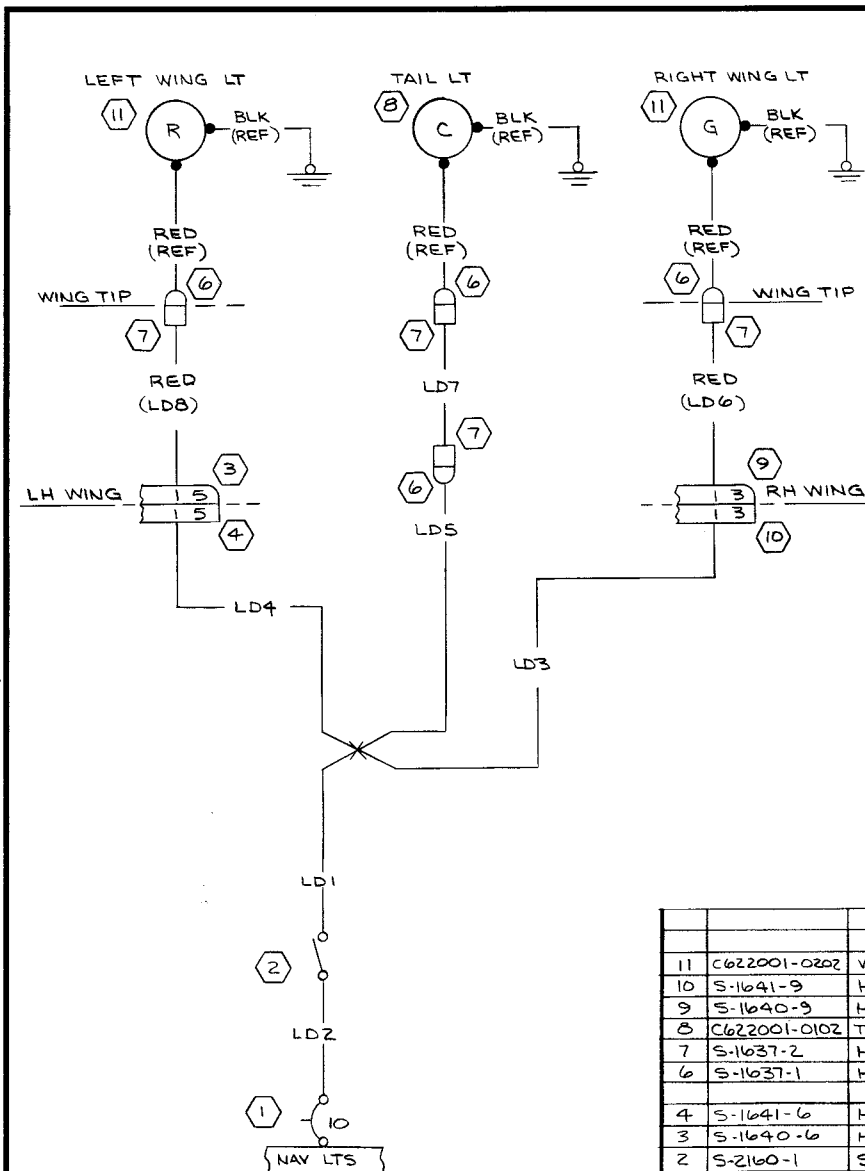 LEFT WING LT
TAIL LT
RIGHT WING LT
11
R
BLK
(REF)
8
C
BLK
(REF)
11
G
BLK
(REF)
RED
(REF)
RED
(REF)
RED
(REF)
WING TIP
6
7
6
7
6
7
WING TIP
RED
(LD8)
LD7
RED
(LD6)
7
6
LH WING
3
5
5
4
LD5
9
3
3
RH WING
10
LD4
LD3
LD1
2
LD2
1
10
NAV LTS
11 C622001-0202
10 S-1641-9 H
9 S-1640-9 H
8 C622001-0102 T
7 S-1637-2 H
6 S-1637-1 H
4 S-1641-6 H
3 S-1640-6 H
2 S-2160-1 S